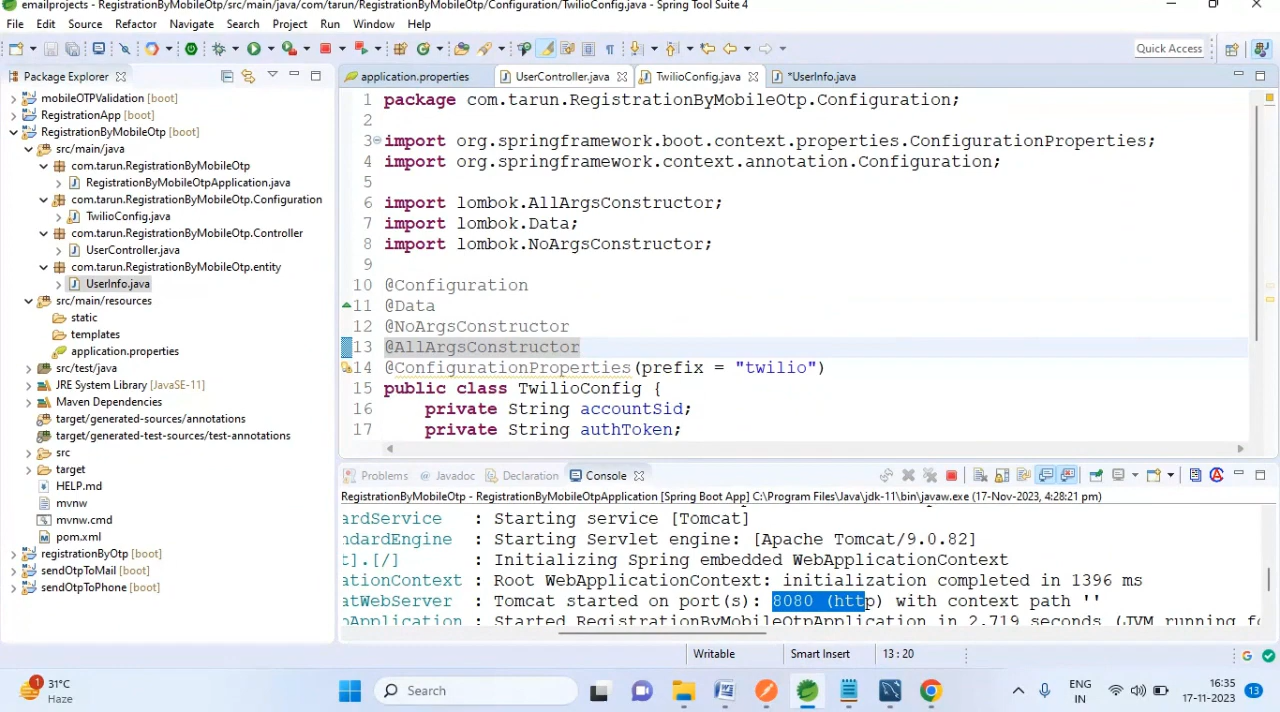 emailprojects - RegistrationByMobileOtp/src/main/java/com/tarun/RegistrationByMobileOtp/Configuration/TwilioConfig.java - Spring Tool Suite 4
File Edit Source Refactor Navigate Search Project Run Window Help
Quick Access
Package Explorer
mobileOTPValidation [boot]
RegistrationApp [boot]
RegistrationByMobileOtp [boot]
src/main/java
com.tarun.RegistrationByMobileOtp
RegistrationByMobileOtpApplication.java
com.tarun.RegistrationByMobileOtp.Configuration
TwilioConfig.java
com.tarun.RegistrationByMobileOtp.Controller
UserController.java
com.tarun.RegistrationByMobileOtp.entity
UserInfo.java
src/main/resources
static
templates
application.properties
src/test/java
JRE System Library [JavaSE-11]
Maven Dependencies
target/generated-sources/annotations
target/generated-test-sources/test-annotations
src
target
HELP.md
mvnw
mvnw.cmd
pom.xml
registrationByOtp [boot]
sendOtpToMail [boot]
sendOtpToPhone [boot]
application.properties UserController.java TwilioConfig.java *UserInfo.java
1 package com.tarun.RegistrationByMobileOtp.Configuration;
2
3 import org.springframework.boot.context.properties.ConfigurationProperties;
4 import org.springframework.context.annotation.Configuration;
5
6 import lombok.AllArgsConstructor;
7 import lombok.Data;
8 import lombok.NoArgsConstructor;
9
10 @Configuration
11 @Data
12 @NoArgsConstructor
13 @AllArgsConstructor
14 @ConfigurationProperties(prefix = "twilio")
15 public class TwilioConfig {
16 private String accountSid;
17 private String authToken;
Problems Javadoc Declaration Console
RegistrationByMobileOtp - RegistrationByMobileOtpApplication [Spring Boot App] C:\Program Files\Java\jdk-11\bin\javaw.exe (17-Nov-2023, 4:28:21 pm)
ardService : Starting service [Tomcat]
ndardEngine : Starting Servlet engine: [Apache Tomcat/9.0.82]
t].[/] : Initializing Spring embedded WebApplicationContext
ationContext : Root WebApplicationContext: initialization completed in 1396 ms
atWebServer : Tomcat started on port(s): 8080 (http) with context path ''
pApplication : Started RegistrationByMobileOtpApplication in 2.719 seconds (JVM running fo
Writable Smart Insert 13 : 20
1
31°C
Haze
Search
ENG
IN
16:35
17-11-2023
13